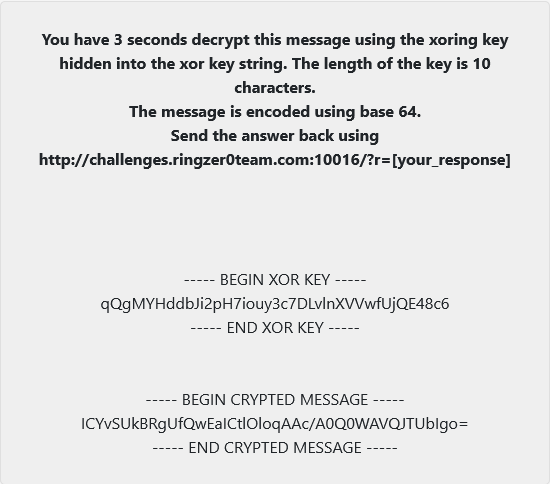 You have 3 seconds decrypt this message using the xoring key
hidden into the xor key string. The length of the key is 10
characters.
The message is encoded using base 64.
Send the answer back using
http://challenges.ringzer0team.com:10016/?r=[your_response]
----- BEGIN XOR KEY -----
qQgMYHddbJi2pH7iouy3c7DLvlnXVVwfUjQE48c6
----- END XOR KEY -----
----- BEGIN CRYPTED MESSAGE -----
ICYvSUkBRgUfQwEaICtlOloqAAc/A0Q0WAVQJTUbIgo=
----- END CRYPTED MESSAGE -----